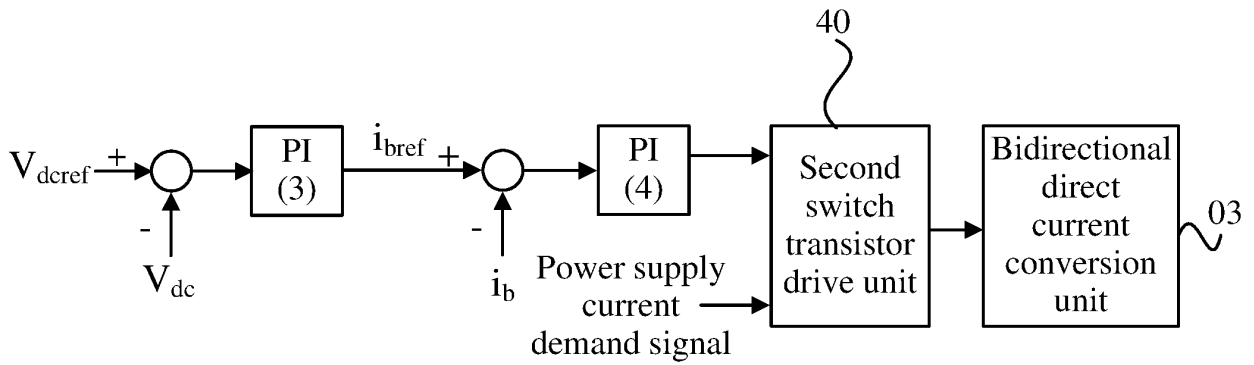 40
V_dcref
+
-
V_dc
PI
(3)
i_bref
+
-
i_b
PI
(4)
Power supply
current
demand signal
Second
switch
transistor
drive unit
Bidirectional
direct
current
conversion
unit
03